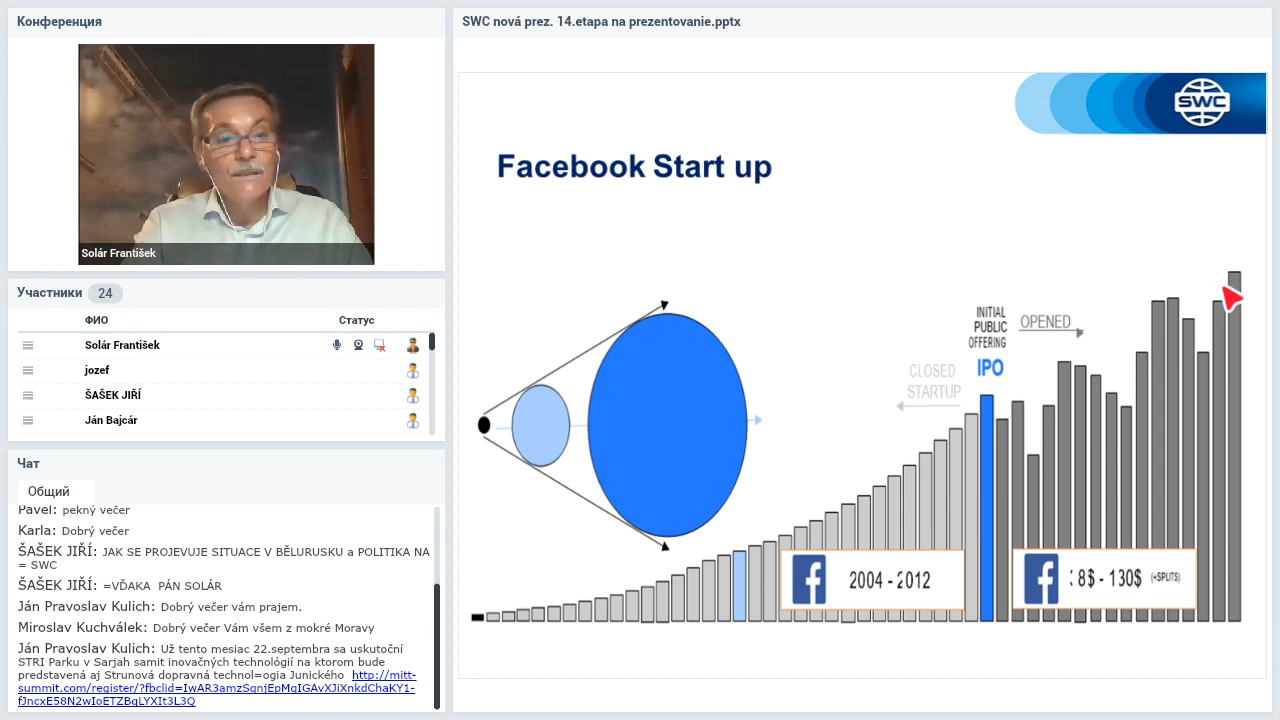 Конференция
Solár František
Участники 24
ФИО Статус
Solár František
jozef
ŠAŠEK JIŘÍ
Ján Bajcár
Чат
Общий
Pavel: pekný večer
Karla: Dobrý večer
ŠAŠEK JIŘÍ: JAK SE PROJEVUJE SITUACE V BĚLURUSKU a POLITIKA NA
= SWC
ŠAŠEK JIŘÍ: =VĎAKA PÁN SOLÁR
Ján Pravoslav Kulich: Dobrý večer vám prajem.
Miroslav Kuchválek: Dobrý večer Vám všem z mokré Moravy
Ján Pravoslav Kulich: Už tento mesiac 22.septembra sa uskutoční
STRI Parku v Sarjah samit inovačných technológií na ktorom bude
predstavená aj Strunová dopravná technol=ogia Junického http://mitt-
summit.com/register/?fbclid=IwAR3amzSqnjEpMqIGAvXJiXnkdChaKY1-
fJncxE58N2wIoETZBqLYXIt3L3Q
SWC nová prez. 14.etapa na prezentovanie.pptx
SWC
Facebook Start up
INITIAL
PUBLIC
OFFERING
IPO
OPENED
CLOSED
STARTUP
2004 - 2012
38$ - 130$ (+SPLITS)